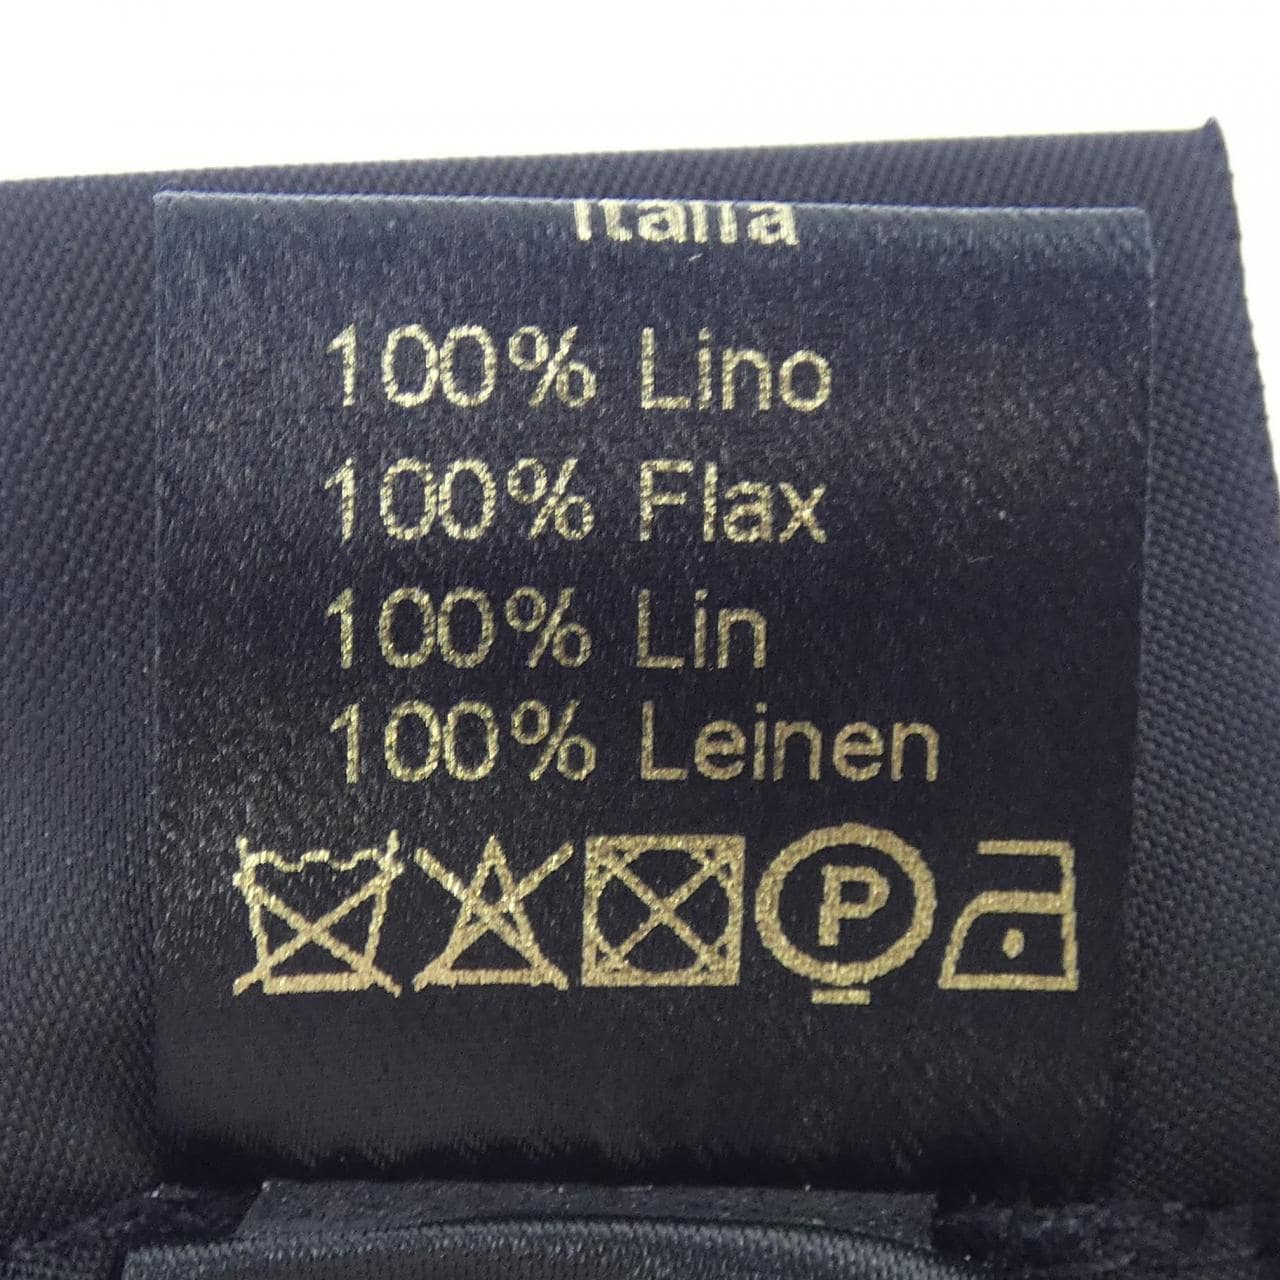 Italia
100% Lino
100% Flax
100% Lin
100% Leinen
P